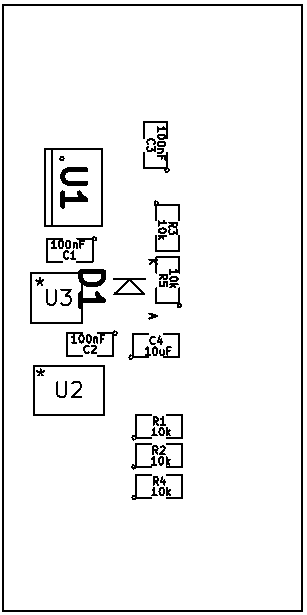 100nF
C3
U1
R3
10k
100nF
C1
K
10k
R5
*
U3
D1
A
100nF
C2
C4
10uF
*
U2
R1
10k
R2
10k
R4
10k